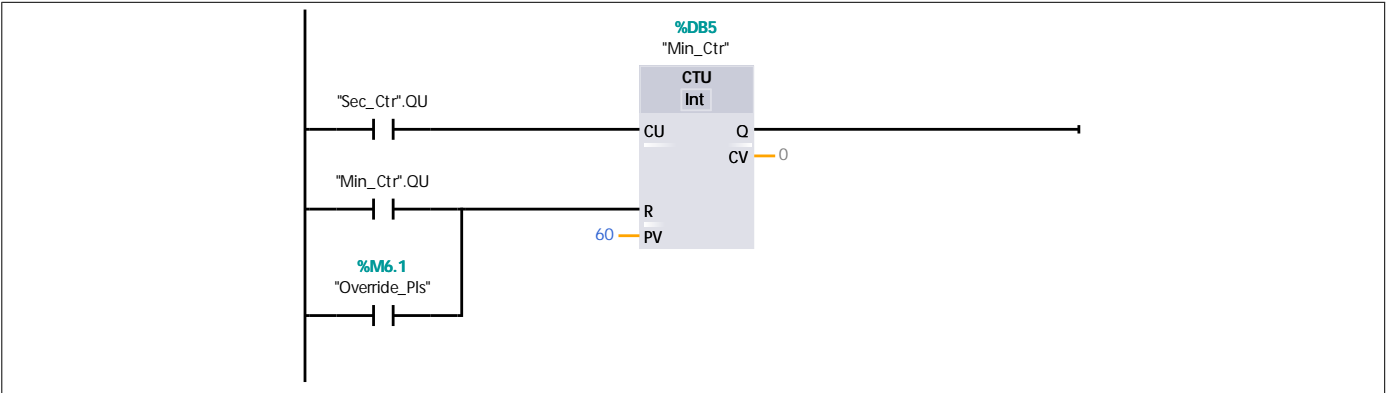 %DB5
"Min_Ctr"
CTU
Int
"Sec_Ctr".QU
CU Q
CV 0
"Min_Ctr".QU
R
60 PV
%M6.1
"Override_Pls"